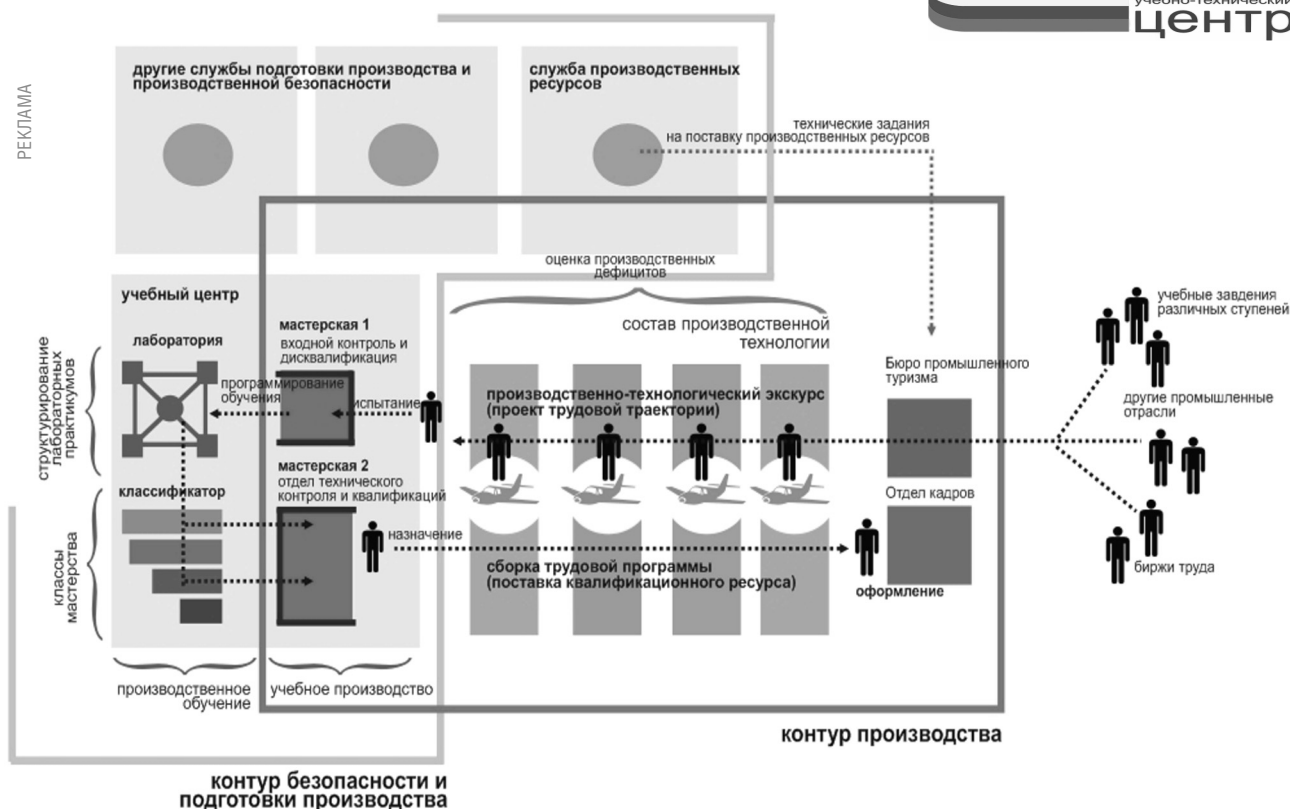 учебно-технический
центр
РЕКЛАМА
другие службы подготовки производства и
производственной безопасности
служба производственных
ресурсов
технические задания
на поставку производственных ресурсов
оценка производственных
дефицитов
учебный центр
лаборатория
мастерская 1
входной контроль и
дисквалификация
состав производственной
технологии
учебные завдения
различных ступеней
Бюро промышленного
туризма
структурирование
лабораторных
практикумов
программирование
обучения
испытание
производственно-технологический экскурс
(проект трудовой траектории)
другие промышленные
отрасли
мастерская 2
отдел технического
контроля и квалификаций
классификатор
Отдел кадров
классы
мастерства
назначение
сборка трудовой программы
(поставка квалификационного ресурса)
оформление
биржи труда
производственное
обучение
учебное производство
контур производства
контур безопасности и
подготовки производства